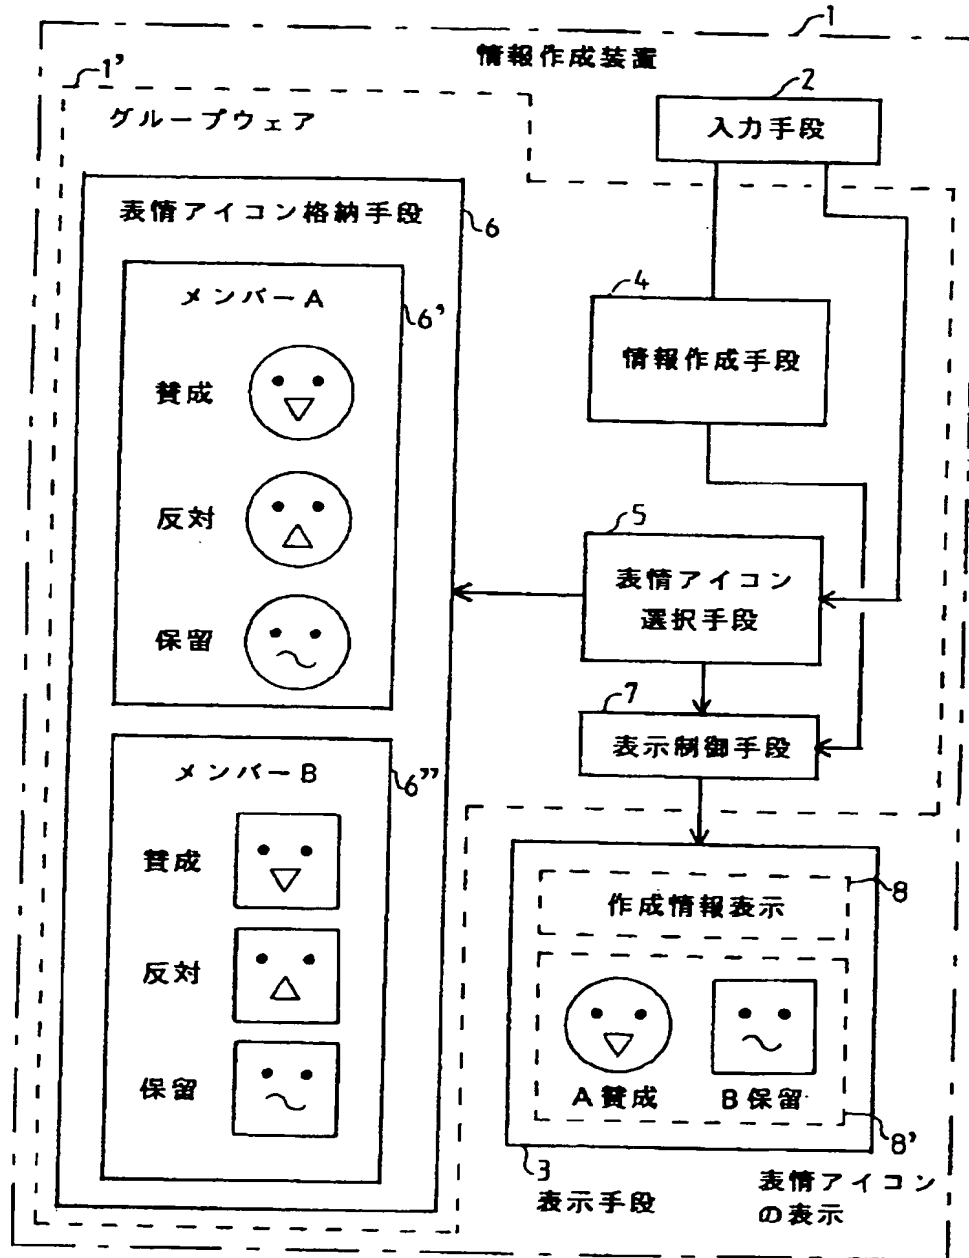 1
情報作成装置
1'
グループウェア
2
入力手段
表情アイコン格納手段
6
メンバーA
6'
賛成
反対
保留
4
情報作成手段
5
表情アイコン
選択手段
7
表示制御手段
メンバーB
6''
賛成
反対
保留
作成情報表示
8
A賛成
B保留
8'
3
表示手段
表情アイコン
の表示